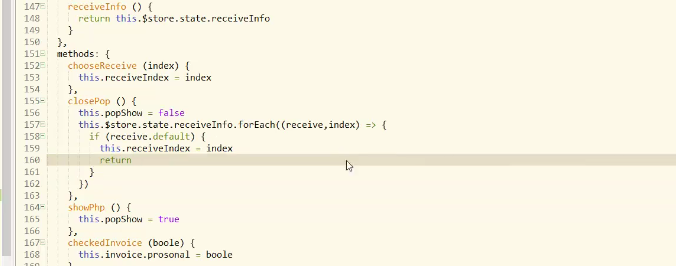 147 receiveInfo () {
148 return this.$store.state.receiveInfo
149 }
150 },
151 methods: {
152 chooseReceive (index) {
153 this.receiveIndex = index
154 },
155 closePop () {
156 this.popShow = false
157 this.$store.state.receiveInfo.forEach((receive,index) => {
158 if (receive.default) {
159 this.receiveIndex = index
160 return
161 }
162 })
163 },
164 showPhp () {
165 this.popShow = true
166 },
167 checkedInvoice (boole) {
168 this.invoice.prosonal = boole